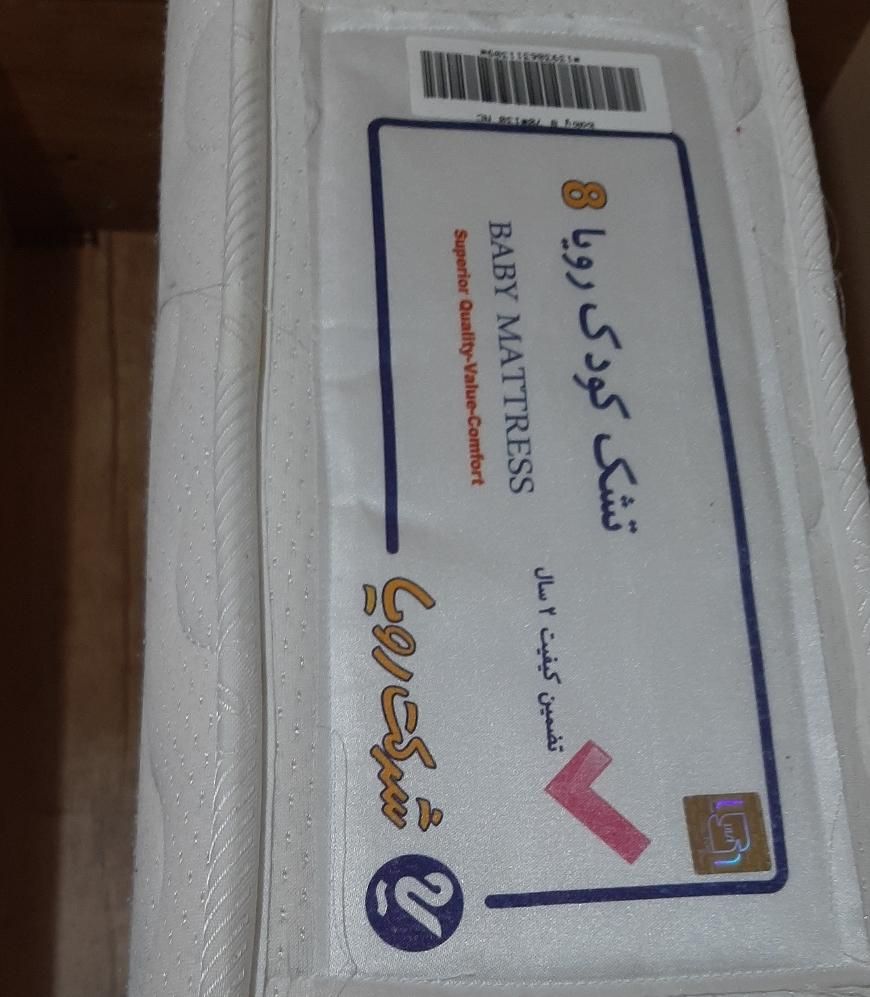 تشک کودک رویا 8
BABY MATTRESS
Superior Quality-Value-Comfort
تضمین کیفیت ۲ سال
شرکت رویا